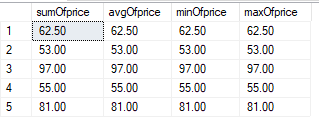 sumOfprice avgOfprice minOfprice maxOfprice
1 62.50 62.50 62.50 62.50
2 53.00 53.00 53.00 53.00
3 97.00 97.00 97.00 97.00
4 55.00 55.00 55.00 55.00
5 81.00 81.00 81.00 81.00